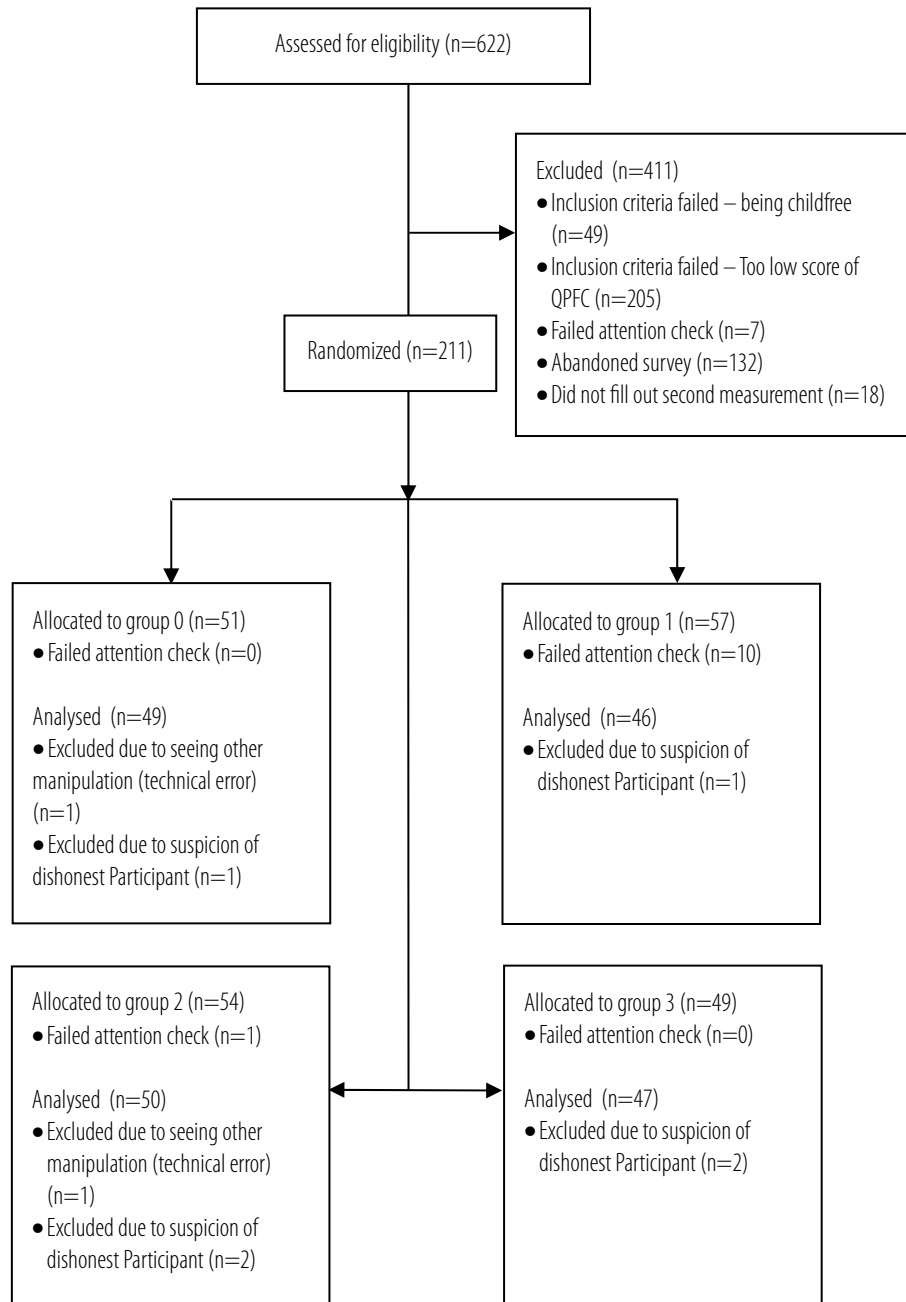 Assessed for eligibility (n=622)
Excluded (n=411)
● Inclusion criteria failed – being childfree
(n=49)
● Inclusion criteria failed – Too low score of
QPFC (n=205)
● Failed attention check (n=7)
● Abandoned survey (n=132)
● Did not fill out second measurement (n=18)
Randomized (n=211)
Allocated to group 0 (n=51)
● Failed attention check (n=0)
Analysed (n=49)
● Excluded due to seeing other
manipulation (technical error)
(n=1)
● Excluded due to suspicion of
dishonest Participant (n=1)
Allocated to group 1 (n=57)
● Failed attention check (n=10)
Analysed (n=46)
● Excluded due to suspicion of
dishonest Participant (n=1)
Allocated to group 2 (n=54)
● Failed attention check (n=1)
Analysed (n=50)
● Excluded due to seeing other
manipulation (technical error)
(n=1)
● Excluded due to suspicion of
dishonest Participant (n=2)
Allocated to group 3 (n=49)
● Failed attention check (n=0)
Analysed (n=47)
● Excluded due to suspicion of
dishonest Participant (n=2)